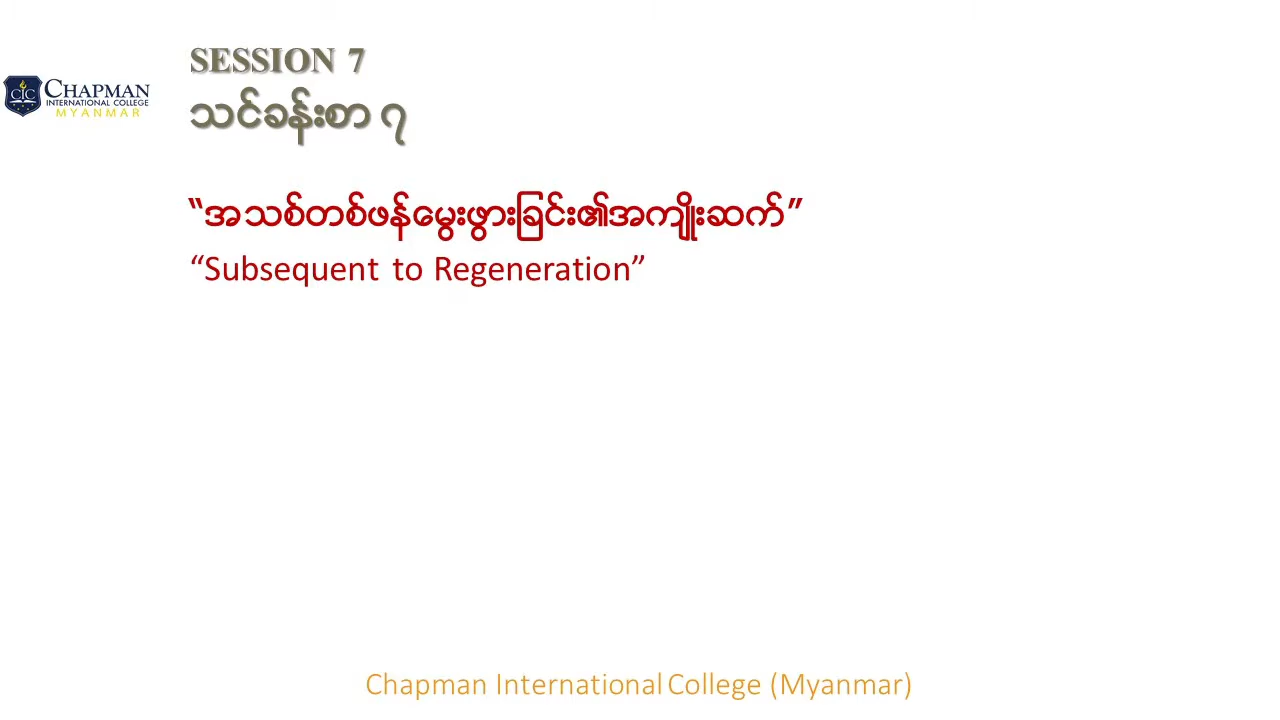 SESSION 7
သင်ခန်းစာ ၇
CIC
CHAPMAN
INTERNATIONAL COLLEGE
MYANMAR
“အသစ်တစ်ဖန်မွေးဖွားခြင်း၏အကျိုးဆက်”
“Subsequent to Regeneration”
Chapman International College (Myanmar)